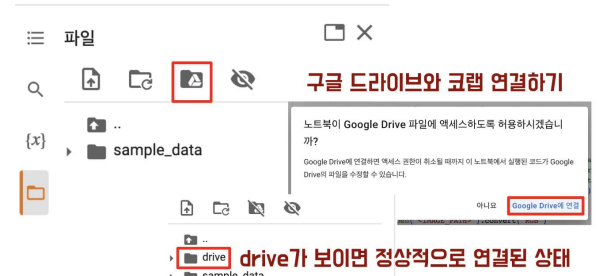 파일
구글 드라이브와 코랩 연결하기
..
{x}
sample_data
노트북이 Google Drive 파일에 액세스하도록 허용하시겠습니
까?
Google Drive에 연결하면 액세스 권한이 취소될 때까지 이 노트북에서 실행된 코드가 Google
Drive의 파일을 수정할 수 있습니다.
아니요 Google Drive에 연결
..
drive
drive가 보이면 정상적으로 연결된 상태
sample_data